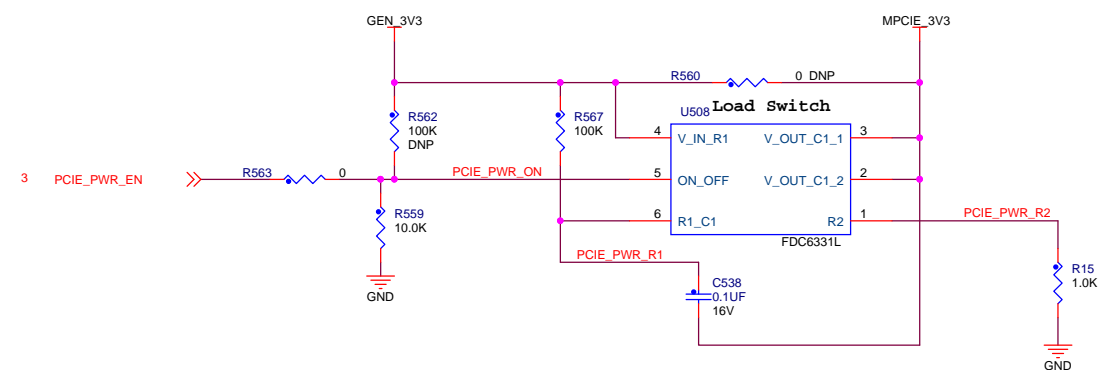 GEN_3V3
MPCIE_3V3
R560
0 DNP
U508
Load Switch
R562
100K
DNP
R567
100K
4
V_IN_R1
V_OUT_C1_1
3
3
PCIE_PWR_EN
R563
0
PCIE_PWR_ON
5
ON_OFF
V_OUT_C1_2
2
R559
10.0K
6
R1_C1
R2
1
PCIE_PWR_R2
FDC6331L
PCIE_PWR_R1
C538
0.1UF
16V
R15
1.0K
GND
GND